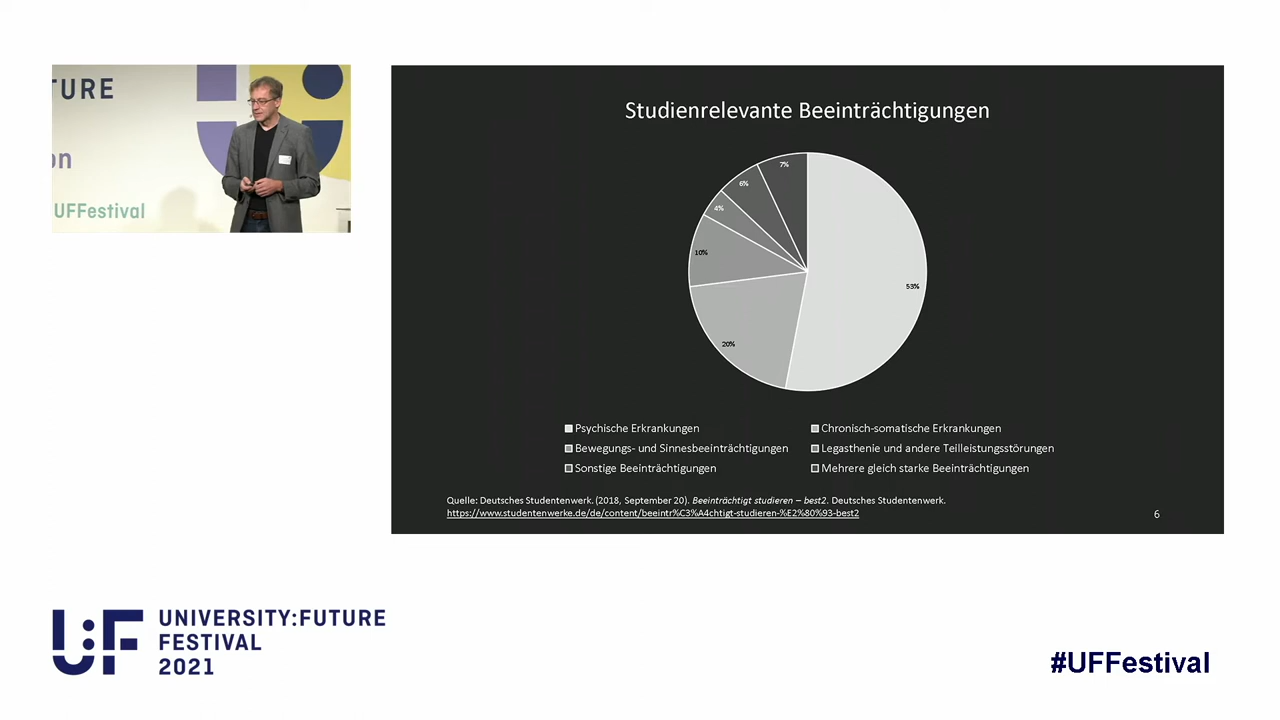 TURE
on
UFFestival
Studienrelevante Beeinträchtigungen
7%
6%
4%
10%
53%
20%
Psychische Erkrankungen
Chronisch-somatische Erkrankungen
Bewegungs- und Sinnesbeeinträchtigungen
Legasthenie und andere Teilleistungsstörungen
Sonstige Beeinträchtigungen
Mehrere gleich starke Beeinträchtigungen
Quelle: Deutsches Studentenwerk. (2018, September 20). Beeinträchtigt studieren – best2. Deutsches Studentenwerk.
https://www.studentenwerke.de/de/content/beeintr%C3%A4chtigt-studieren-%E2%80%93-best2
6
U:F
UNIVERSITY:FUTURE
FESTIVAL
2021
#UFFestival